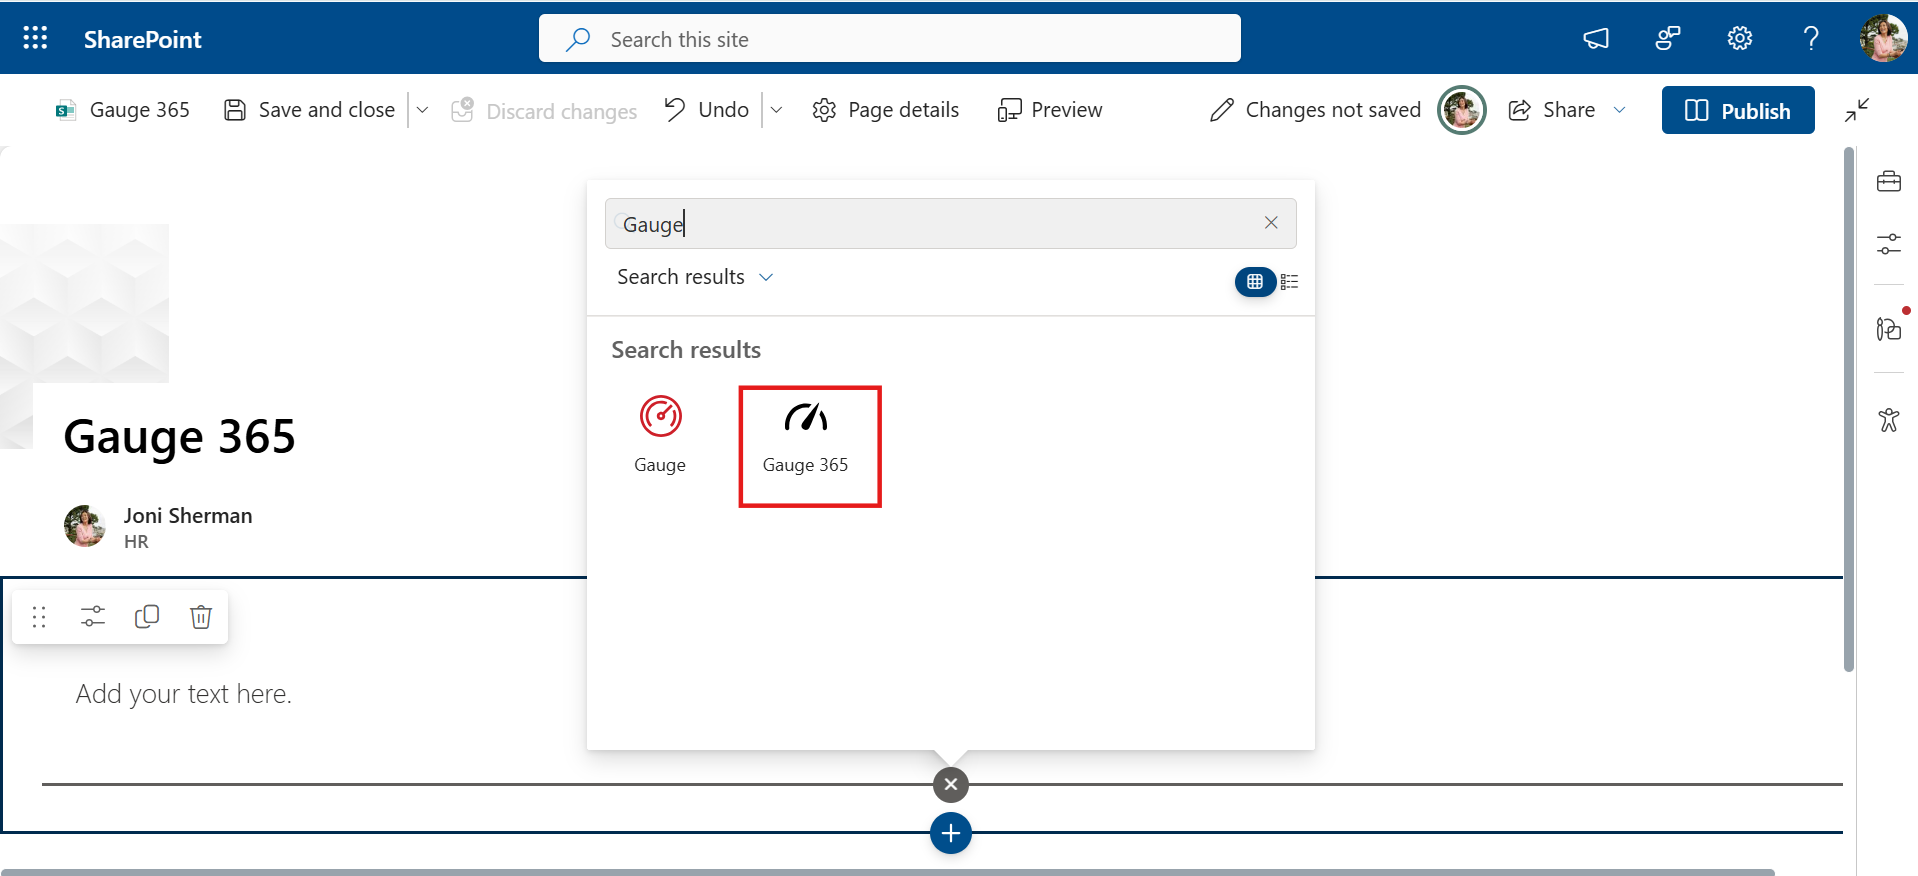 SharePoint
Search this site
Gauge 365
Save and close
Discard changes
Undo
Page details
Preview
Changes not saved
Share
Publish
Gauge
Search results
Search results
Gauge
Gauge 365
Gauge 365
Joni Sherman
HR
Add your text here.